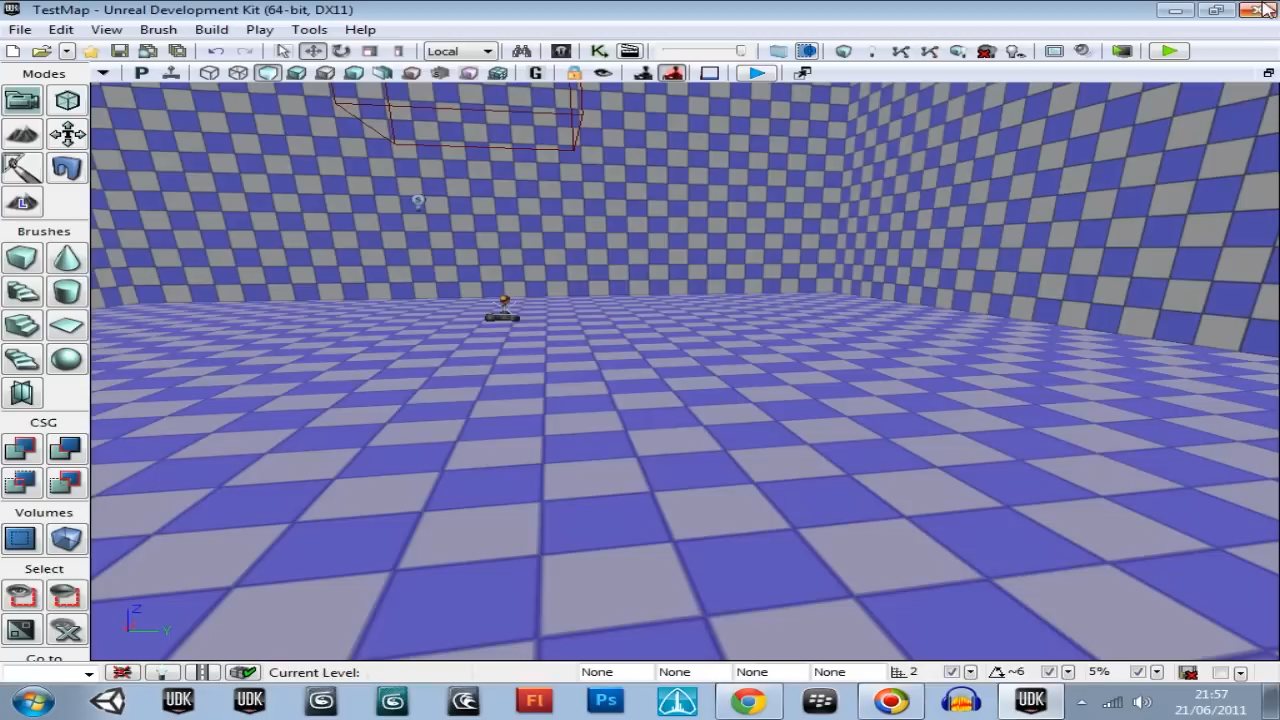 TestMap - Unreal Development Kit (64-bit, DX11)
File Edit View Brush Build Play Tools Help
Local
Modes
P
G
L
Brushes
S
CSG
Volumes
Select
Z
Y
Go to
Current Level: None None None None 2 ~6 5%
UDK UDK Fl Ps UDK 21:57
21/06/2011